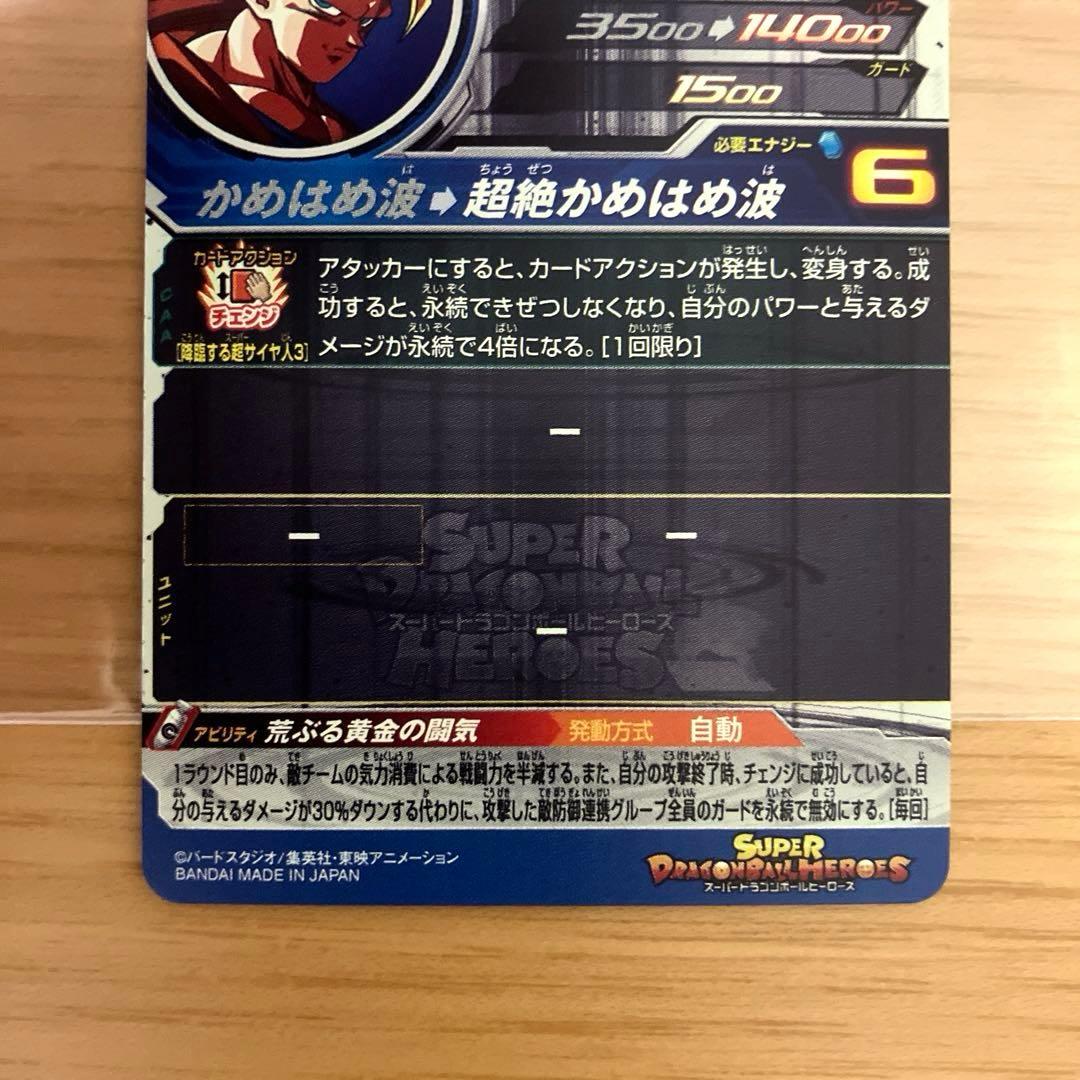 パワー
3500➡14000
ガード
1500
必要エナジー 6
かめはめ波➡超絶かめはめ波
カードアクション
チェンジ
[降臨する超サイヤ人3]
CAA
アタッカーにすると、カードアクションが発生し、変身する。成
功すると、永続できぜつしなくなり、自分のパワーと与えるダ
メージが永続で4倍になる。[1回限り]
ー
ー ー
SUPER
DRAGONBALL
スーパードラゴンボールヒーローズ
HEROES
ー
ユニット
アビリティ 荒ぶる黄金の闘気 発動方式 自動
1ラウンド目のみ、敵チームの気力消費による戦闘力を半減する。また、自分の攻撃終了時、チェンジに成功していると、自
分の与えるダメージが30%ダウンする代わりに、攻撃した敵防御連携グループ全員のガードを永続で無効にする。[毎回]
©バードスタジオ/集英社・東映アニメーション
BANDAI MADE IN JAPAN
SUPER
DRAGONBALL HEROES
スーパードラゴンボールヒーローズ